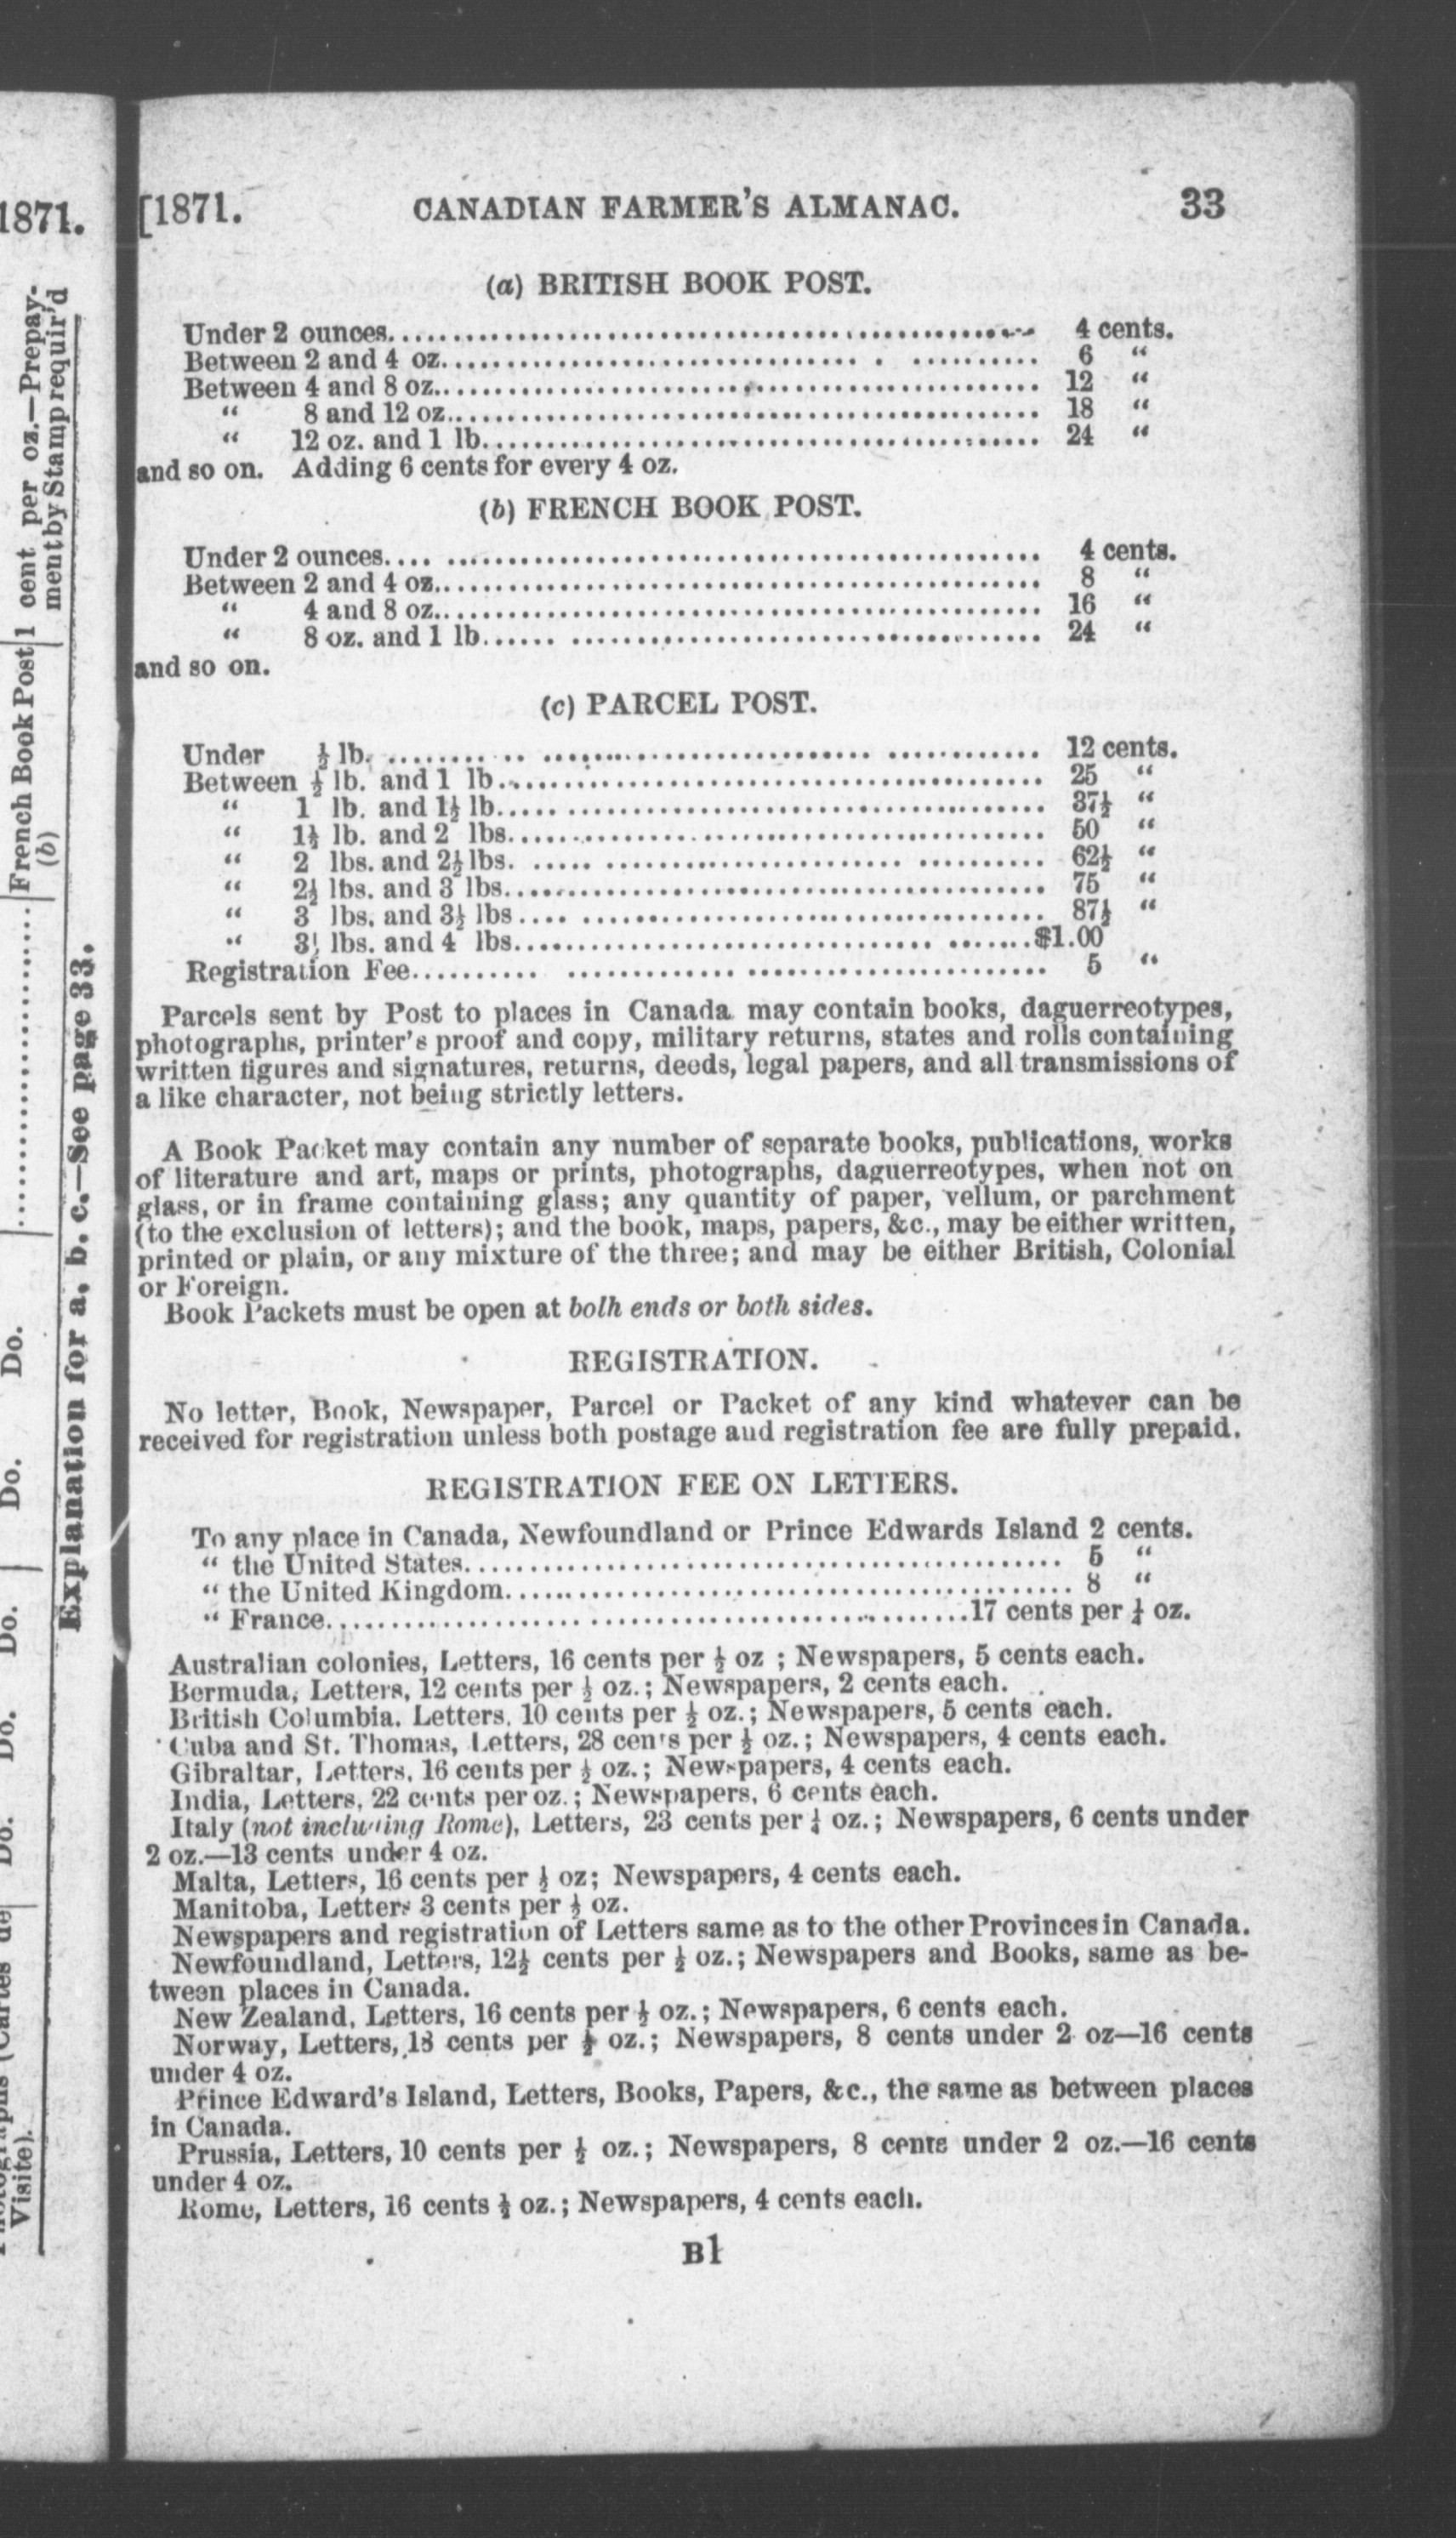 1871.
1 cent per oz.—Prepay-
ment by Stamp requir'd
French Book Post
(b)
Do.
Do.
Do.
Do.
Do.
Visite).
Explanation for a, b. c.—See page 33.
[1871. CANADIAN FARMER'S ALMANAC. 33
(a) BRITISH BOOK POST.
Under 2 ounces.......... 4 cents.
Between 2 and 4 oz.......... 6 "
Between 4 and 8 oz.......... 12 "
" 8 and 12 oz.......... 18 "
" 12 oz. and 1 lb.......... 24 "
and so on. Adding 6 cents for every 4 oz.
(b) FRENCH BOOK POST.
Under 2 ounces.......... 4 cents.
Between 2 and 4 oz.......... 8 "
" 4 and 8 oz.......... 16 "
" 8 oz. and 1 lb.......... 24 "
and so on.
(c) PARCEL POST.
Under ½ lb. .......... 12 cents.
Between ½ lb. and 1 lb.......... 25 "
" 1 lb. and 1½ lb.......... 37½ "
" 1½ lb. and 2 lbs.......... 50 "
" 2 lbs. and 2½ lbs. .......... 62½ "
" 2½ lbs. and 3 lbs.......... 75 "
" 3 lbs. and 3½ lbs.......... 87½ "
" 3½ lbs. and 4 lbs..........$1.00
Registration Fee.......... 5 "
Parcels sent by Post to places in Canada may contain books, daguerreotypes,
photographs, printer's proof and copy, military returns, states and rolls containing
written figures and signatures, returns, deeds, legal papers, and all transmissions of
a like character, not being strictly letters.
A Book Packet may contain any number of separate books, publications, works
of literature and art, maps or prints, photographs, daguerreotypes, when not on
glass, or in frame containing glass; any quantity of paper, vellum, or parchment
(to the exclusion of letters); and the book, maps, papers, &c., may be either written,
printed or plain, or any mixture of the three; and may be either British, Colonial
or Foreign.
Book Packets must be open at both ends or both sides.
REGISTRATION.
No letter, Book, Newspaper, Parcel or Packet of any kind whatever can be
received for registration unless both postage and registration fee are fully prepaid.
REGISTRATION FEE ON LETTERS.
To any place in Canada, Newfoundland or Prince Edwards Island 2 cents.
" the United States.......... 5 "
" the United Kingdom.......... 8 "
" France..........17 cents per ¼ oz.
Australian colonies, Letters, 16 cents per ½ oz ; Newspapers, 5 cents each.
Bermuda, Letters, 12 cents per ½ oz.; Newspapers, 2 cents each.
British Columbia. Letters. 10 cents per ½ oz.; Newspapers, 5 cents each.
Cuba and St. Thomas, Letters, 28 cents per ½ oz.; Newspapers, 4 cents each.
Gibraltar, Letters, 16 cents per ½ oz.; Newspapers, 4 cents each.
India, Letters, 22 cents per oz.; Newspapers, 6 cents each.
Italy (not including Rome), Letters, 23 cents per ¼ oz.; Newspapers, 6 cents under
2 oz.—13 cents under 4 oz.
Malta, Letters, 16 cents per ½ oz; Newspapers, 4 cents each.
Manitoba, Letters 3 cents per ½ oz.
Newspapers and registration of Letters same as to the other Provinces in Canada.
Newfoundland, Letters, 12½ cents per ½ oz.; Newspapers and Books, same as be-
tween places in Canada.
New Zealand, Letters, 16 cents per ½ oz.; Newspapers, 6 cents each.
Norway, Letters, 13 cents per ½ oz.; Newspapers, 8 cents under 2 oz—16 cents
under 4 oz.
Prince Edward's Island, Letters, Books, Papers, &c., the same as between places
in Canada.
Prussia, Letters, 10 cents per ½ oz.; Newspapers, 8 cents under 2 oz.—16 cents
under 4 oz.
Rome, Letters, 16 cents ½ oz.; Newspapers, 4 cents each.
B1